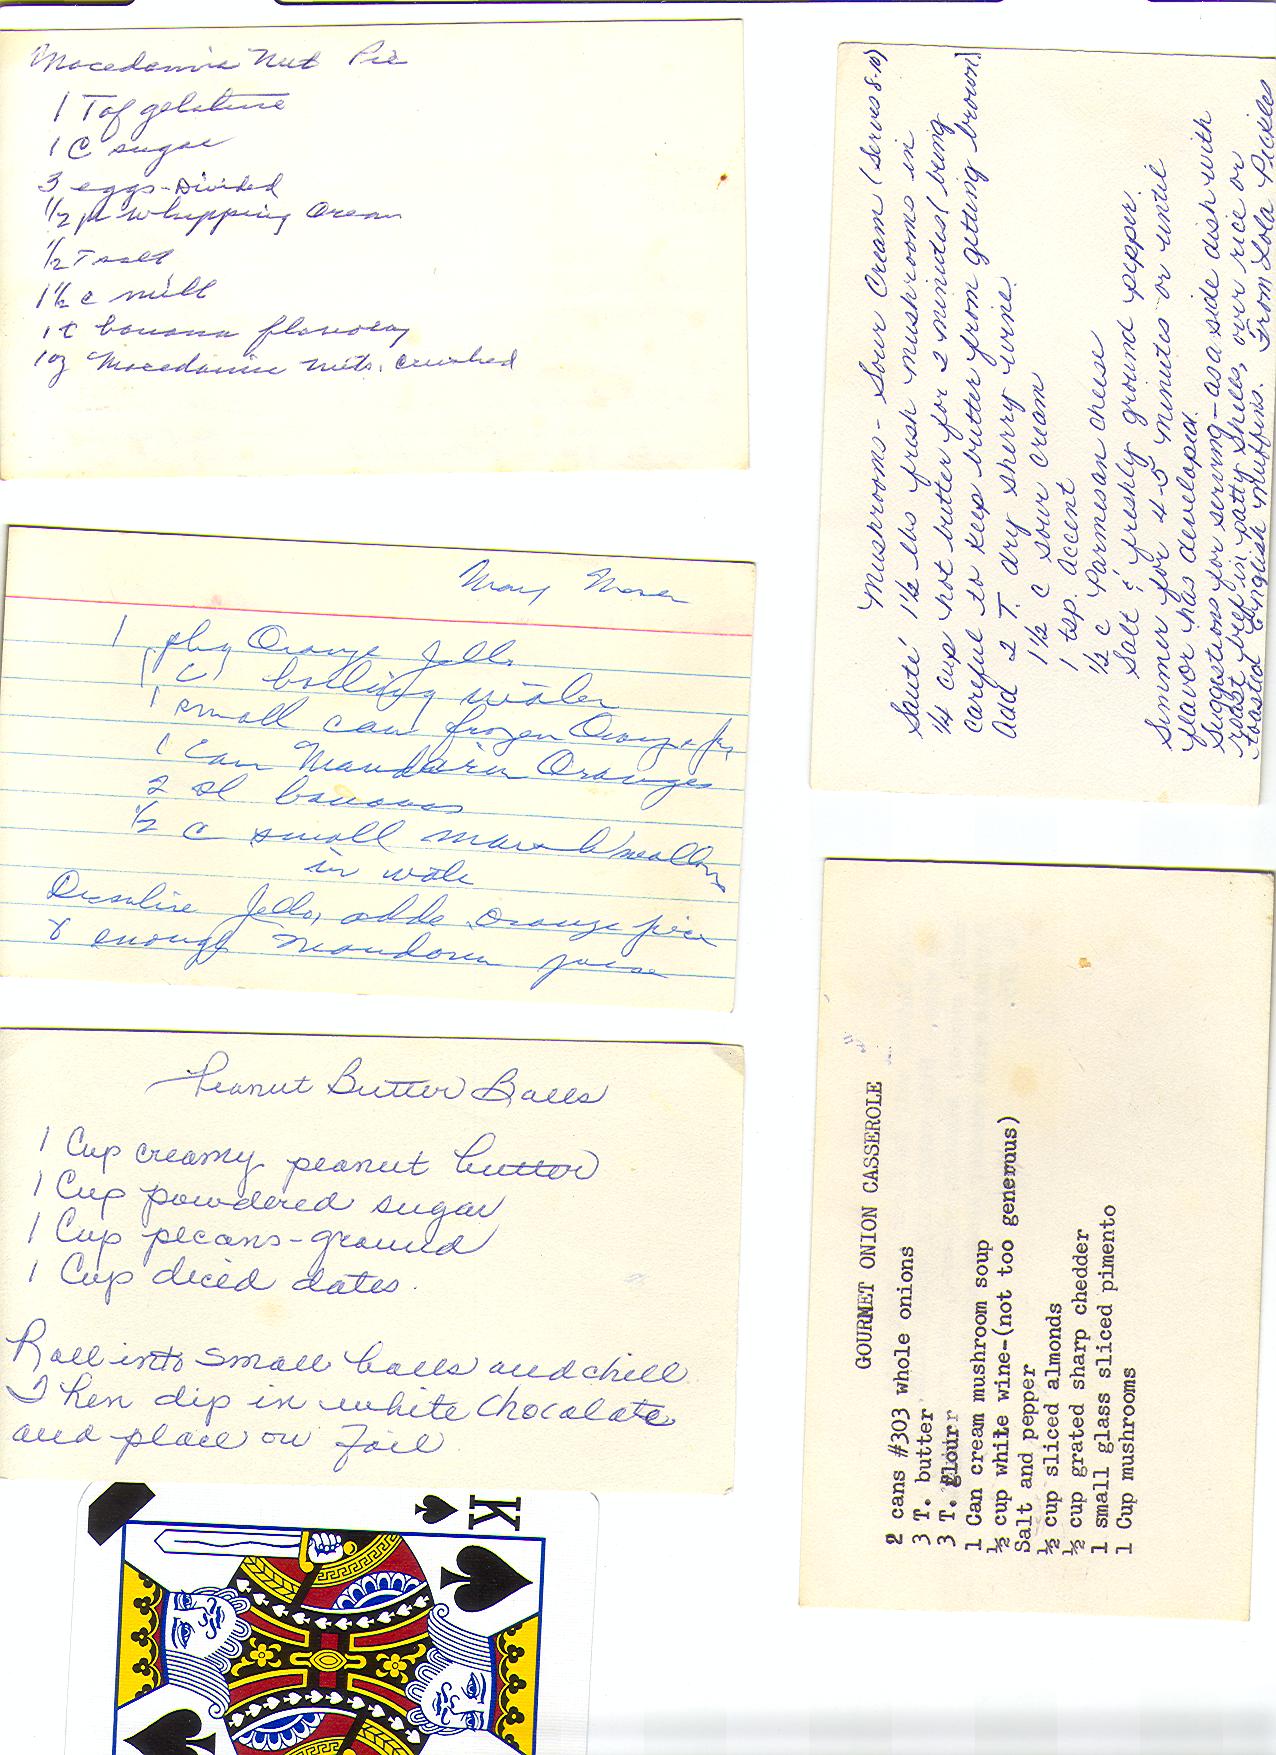 Macedamia Nut Pie
1 T of gelatine
1 C sugar
3 eggs-Divided
1/2 pt whipping Cream
1/2 T salt
1 1/2 c milk
1 t banana flavoring
1 oz Macedamia nuts, crushed
Mary
1 pkg Orange Jello
1 C boiling water
1 small can frozen Orange
1 Can Mandarin Oranges
2 sl bananas
1/2 c small marshmallows
in
Dissolve Jello, add orange juice
& enough Mandarin juice
Peanut Butter Balls
1 Cup creamy peanut butter
1 Cup powdered sugar
1 Cup pecans-ground
1 Cup diced dates.
Roll into small balls and chill
Then dip in white chocolate
and place on foil
K
Mushrooms - Sour Cream (serves 8-10)
Sauté 1 1/2 lbs fresh mushrooms in
1/4 cup hot butter for 2 minutes (being
careful to keep butter from getting brown)
Add 2 T. dry sherry wine.
1 1/2 c sour cream
1 tsp. Accent
1/2 c Parmesan cheese
Salt & freshly ground pepper.
Simmer for 4-5 minutes or until
flavor has developed.
Suggestions for serving - as a side dish with
roast beef, in patty shells, over rice or
toasted English muffins. From Lola Pickles
GOURMET ONION CASSEROLE
2 cans #303 whole onions
3 T. butter
3 T. glourr
1 Can cream mushroom soup
½ cup white wine-(not too generous)
Salt and pepper
½ cup sliced almonds
½ cup grated sharp chedder
1 small glass sliced pimento
1 Cup mushrooms